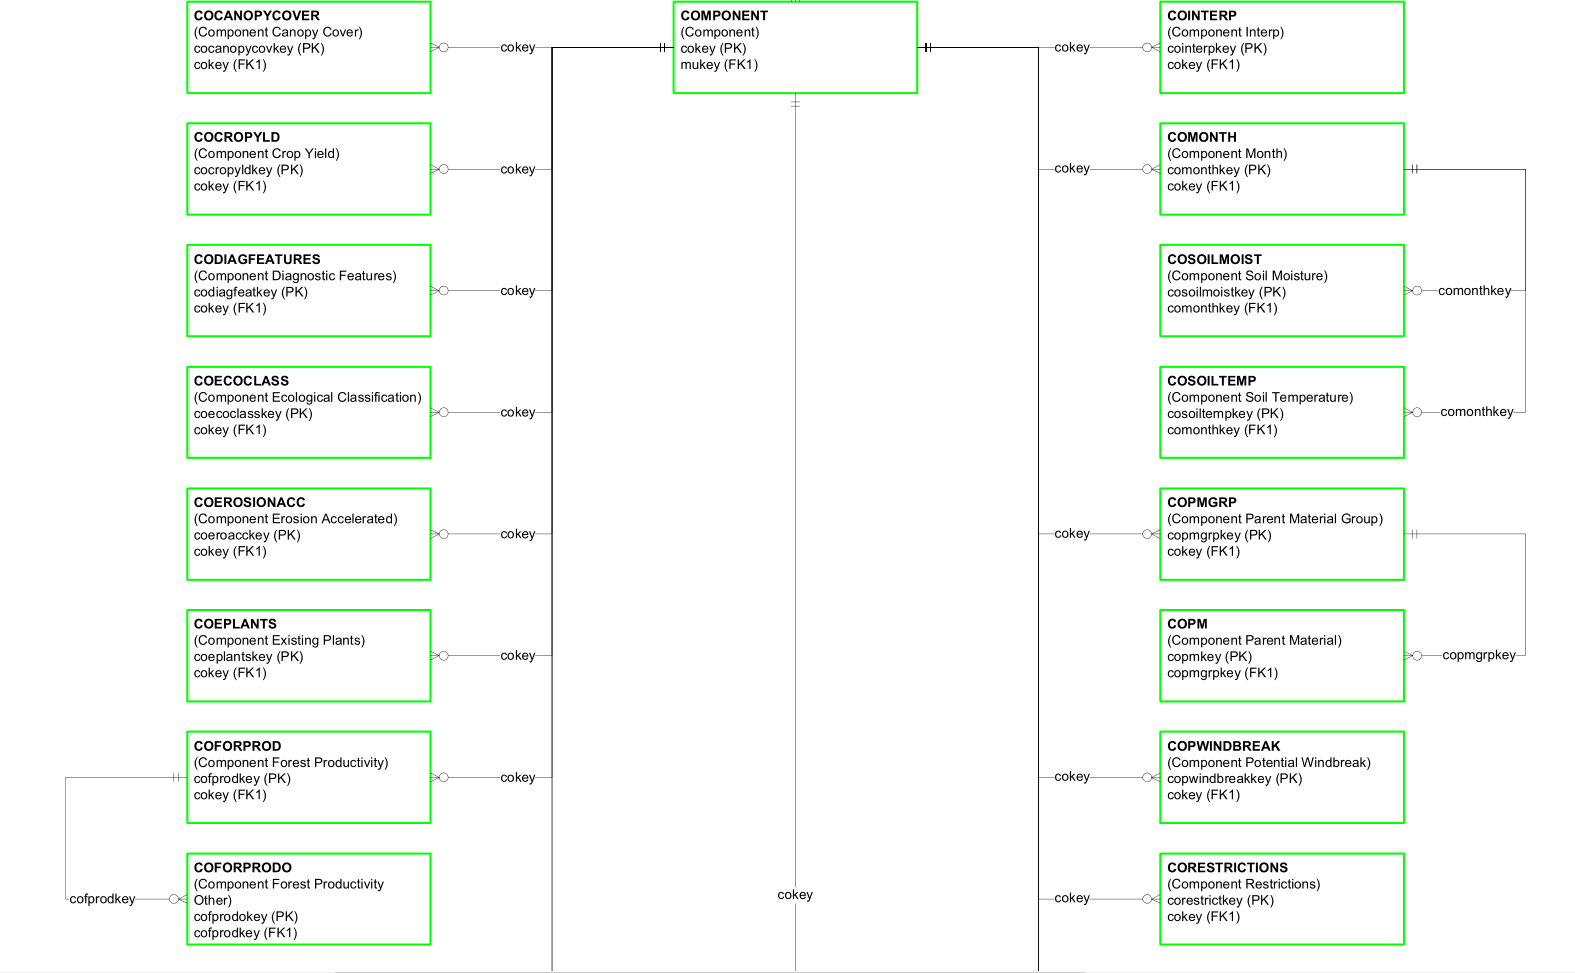 COCANOPYCOVER
(Component Canopy Cover)
cocanopycovkey (PK)
cokey (FK1)
cokey
COMPONENT
(Component)
cokey (PK)
mukey (FK1)
cokey
COINTERP
(Component Interp)
cointerpkey (PK)
cokey (FK1)
COCROPYLD
(Component Crop Yield)
cocropyldkey (PK)
cokey (FK1)
cokey
cokey
COMONTH
(Component Month)
comonthkey (PK)
cokey (FK1)
CODIAGFEATURES
(Component Diagnostic Features)
codiagfeatkey (PK)
cokey (FK1)
cokey
COSOILMOIST
(Component Soil Moisture)
cosoilmoistkey (PK)
comonthkey (FK1)
comonthkey
COECOCLASS
(Component Ecological Classification)
coecoclasskey (PK)
cokey (FK1)
cokey
COSOILTEMP
(Component Soil Temperature)
cosoiltempkey (PK)
comonthkey (FK1)
comonthkey
COEROSIONACC
(Component Erosion Accelerated)
coeroacckey (PK)
cokey (FK1)
cokey
cokey
COPMGRP
(Component Parent Material Group)
copmgrpkey (PK)
cokey (FK1)
COEPLANTS
(Component Existing Plants)
coeplantskey (PK)
cokey (FK1)
cokey
COPM
(Component Parent Material)
copmkey (PK)
copmgrpkey (FK1)
copmgrpkey
COFORPROD
(Component Forest Productivity)
cofprodkey (PK)
cokey (FK1)
cokey
cokey
COPWINDBREAK
(Component Potential Windbreak)
copwindbreakkey (PK)
cokey (FK1)
cofprodkey
COFORPRODO
(Component Forest Productivity
Other)
cofprodokey (PK)
cofprodkey (FK1)
cokey
cokey
CORESTRICTIONS
(Component Restrictions)
corestrictkey (PK)
cokey (FK1)